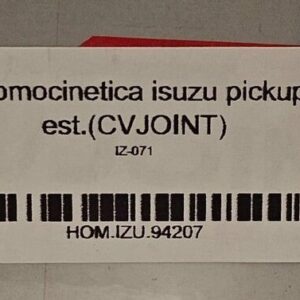 omocinetica isuzu pickup
est.(CVJOINT)
IZ-071
HOM.IZU.94207